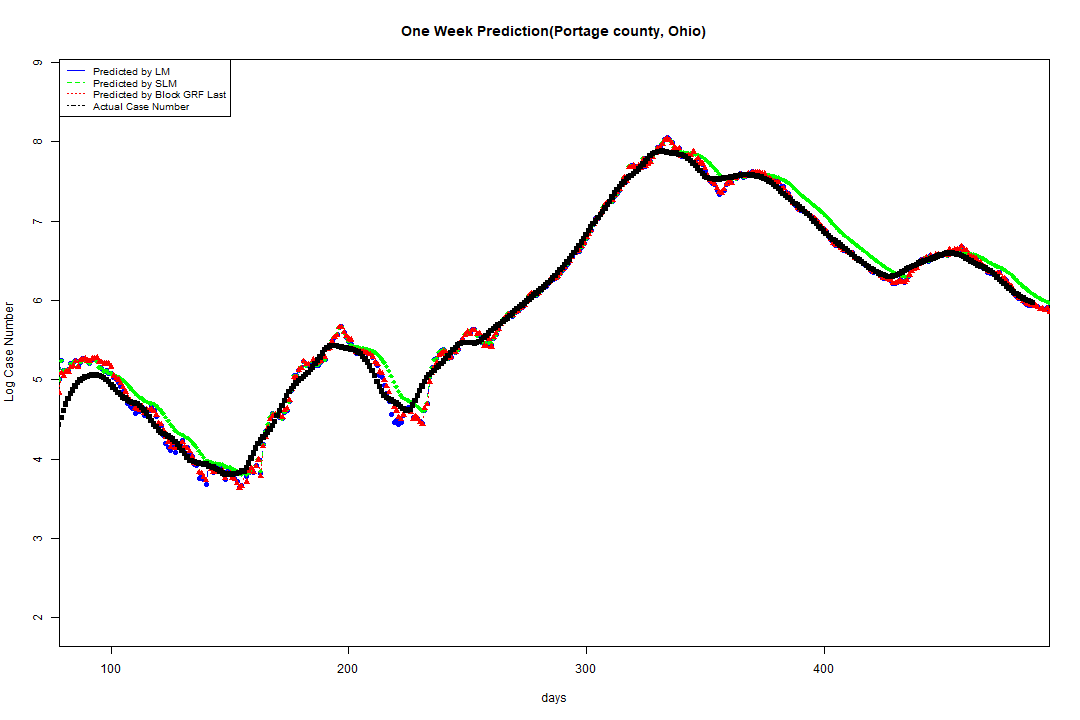 One Week Prediction(Portage county, Ohio)
Predicted by LM
Predicted by SLM
Predicted by Block GRF Last
Actual Case Number
Log Case Number
9
8
7
6
5
4
3
2
100 200 300 400
days